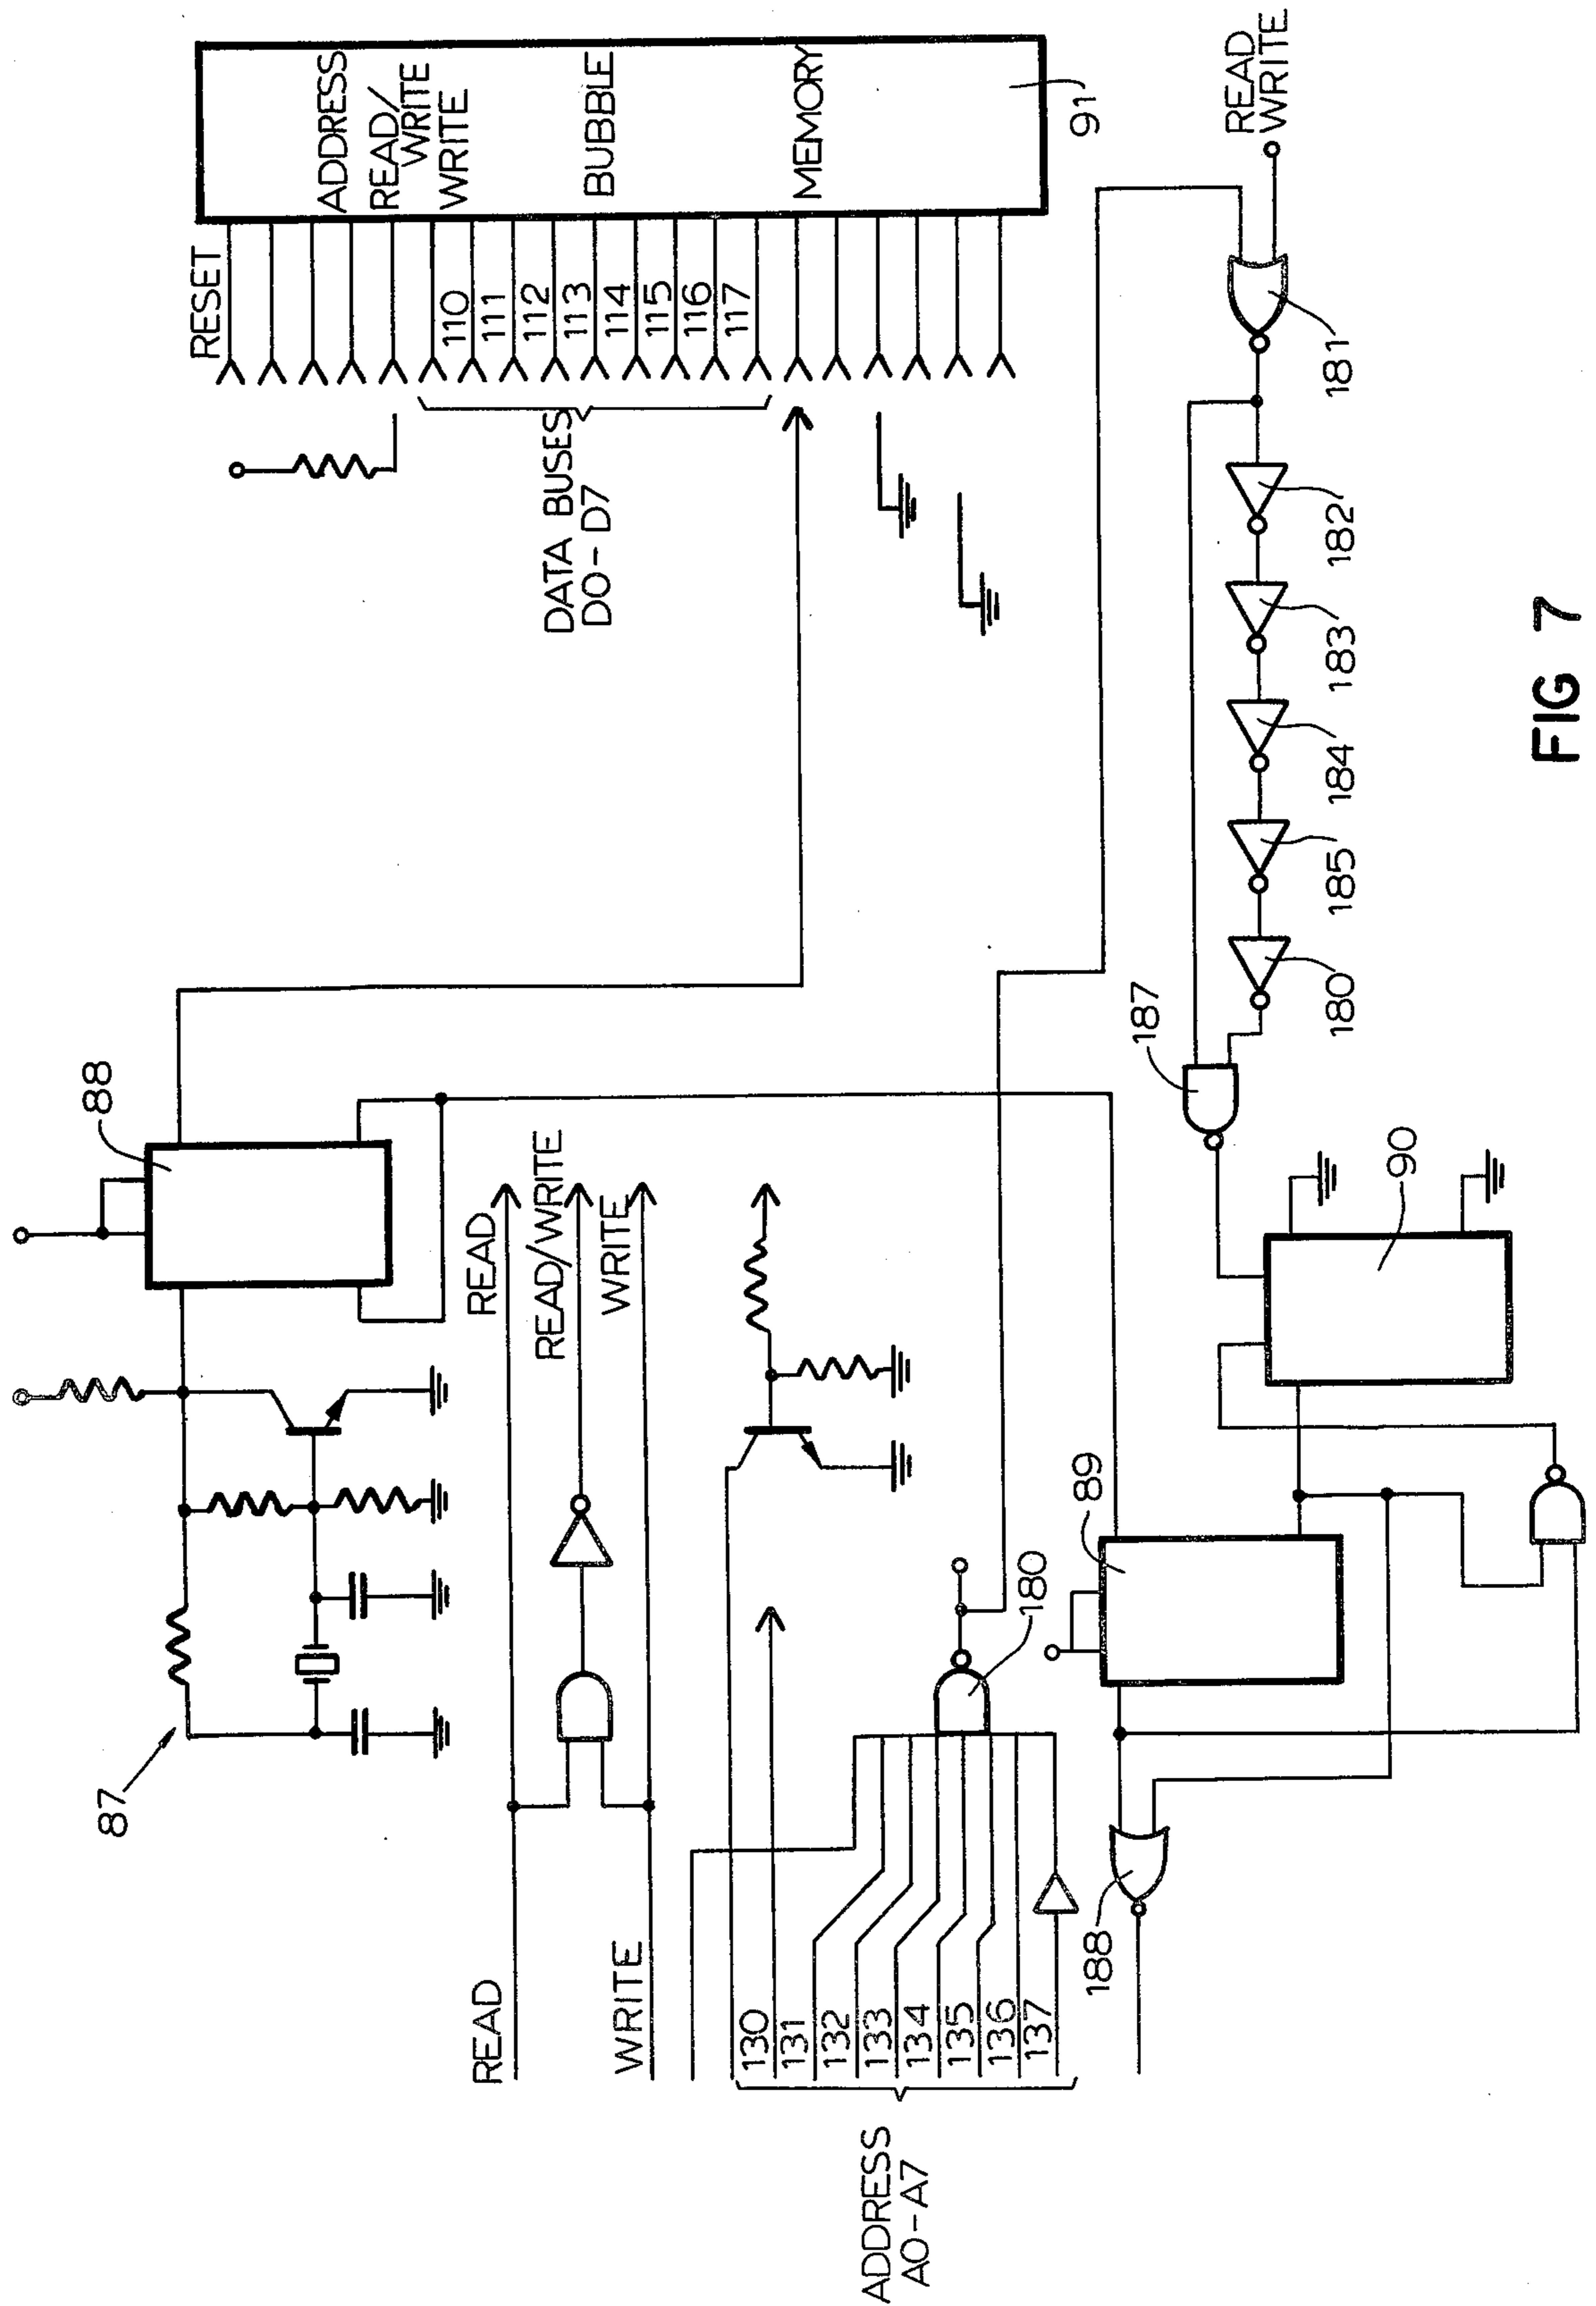 RESET
ADDRESS
READ/
WRITE
WRITE
BUBBLE
MEMORY
91
110
111
112
113
114
115
116
117
DATA BUSES
D0-D7
88
87
READ
READ/WRITE
WRITE
READ
WRITE
130
131
132
133
134
135
136
137
ADDRESS
A0-A7
180
89
188
90
187
READ
WRITE
181
182
183
184
185
180
FIG 7